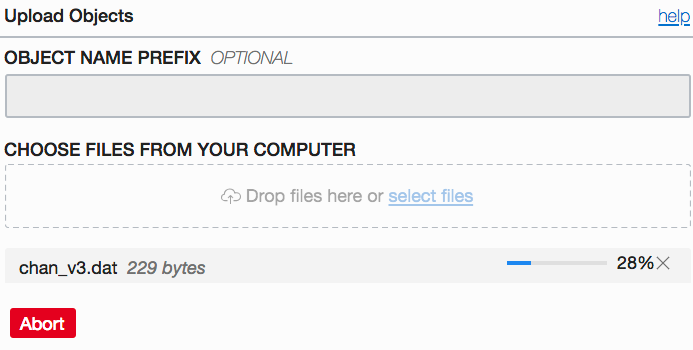 Upload Objects help
OBJECT NAME PREFIX OPTIONAL
CHOOSE FILES FROM YOUR COMPUTER
Drop files here or select files
chan_v3.dat 229 bytes 28%
Abort